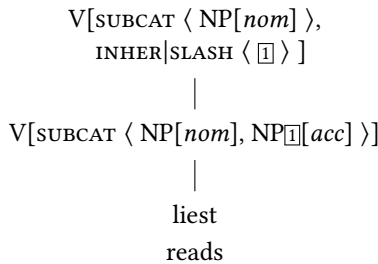 V[SUBCAT ⟨ NP[nom] ⟩,
INHER|SLASH ⟨ 1 ⟩ ]
V[SUBCAT ⟨ NP[nom], NP1[acc] ⟩]
liest
reads